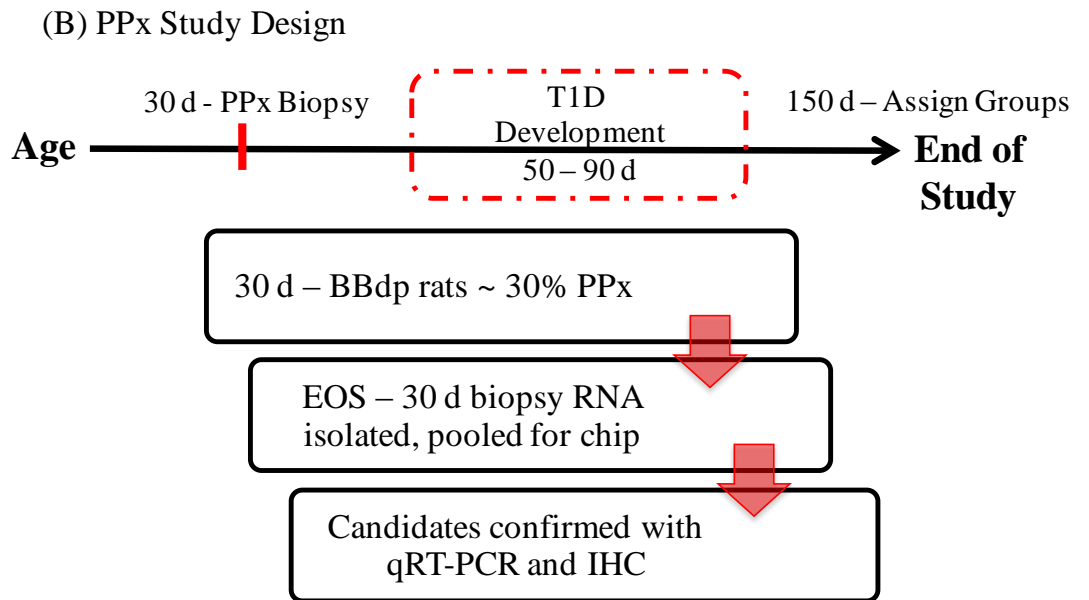 (B) PPx Study Design
30 d - PPx Biopsy
T1D
Development
50 – 90 d
150 d – Assign Groups
Age
End of
Study
30 d – BBdp rats ~ 30% PPx
EOS – 30 d biopsy RNA
isolated, pooled for chip
Candidates confirmed with
qRT-PCR and IHC